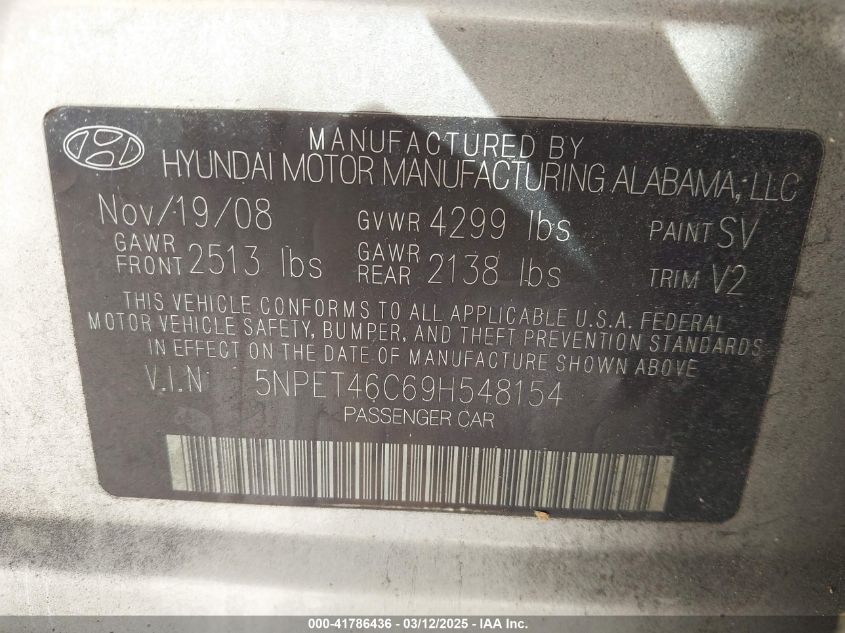 MANUFACTURED BY
HYUNDAI MOTOR MANUFACTURING ALABAMA, LLC
Nov/19/08 GVWR 4299 lbs PAINT SV
GAWR FRONT 2513 lbs GAWR REAR 2138 lbs TRIM V2
THIS VEHICLE CONFORMS TO ALL APPLICABLE U.S.A. FEDERAL
MOTOR VEHICLE SAFETY, BUMPER, AND THEFT PREVENTION STANDARDS
IN EFFECT ON THE DATE OF MANUFACTURE SHOWN ABOVE
V.I.N 5NPET46C69H548154
PASSENGER CAR
000-41786436 - 03/12/2025 - IAA Inc.